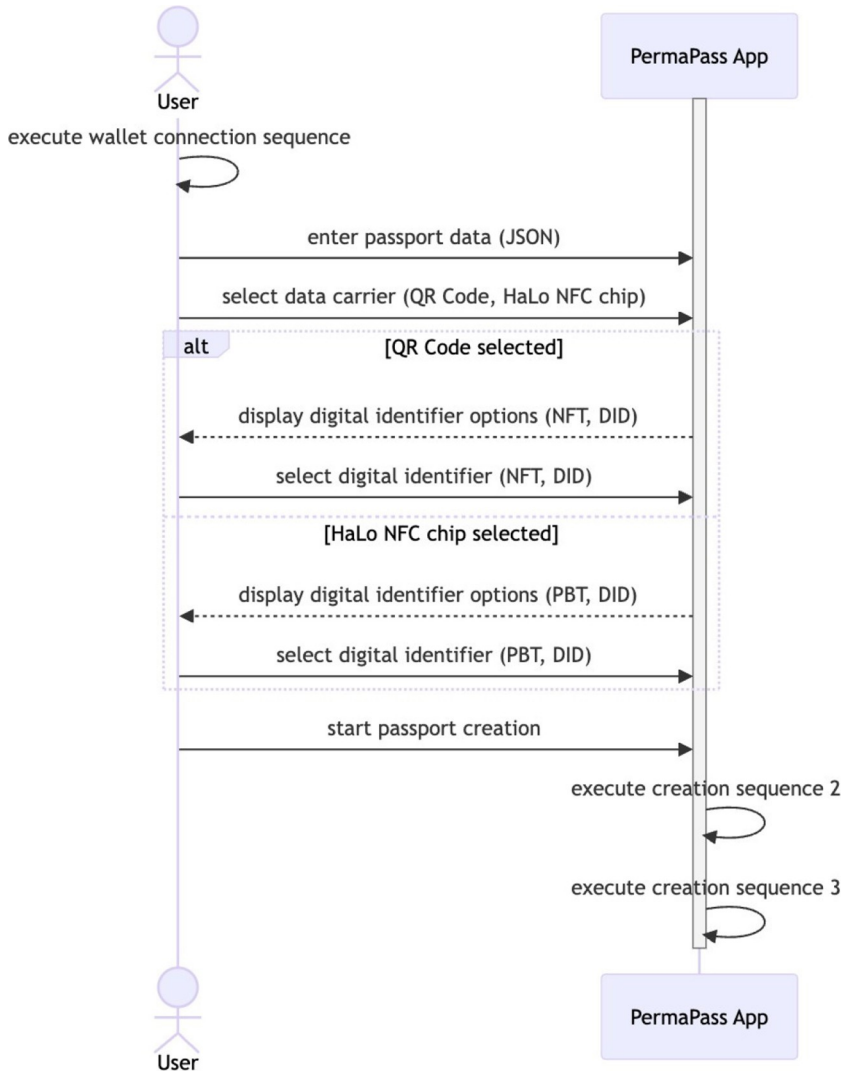 PermaPass App
User
execute wallet connection sequence
enter passport data (JSON)
select data carrier (QR Code, HaLo NFC chip)
alt
[QR Code selected]
display digital identifier options (NFT, DID)
select digital identifier (NFT, DID)
[HaLo NFC chip selected]
display digital identifier options (PBT, DID)
select digital identifier (PBT, DID)
start passport creation
execute creation sequence 2
execute creation sequence 3
PermaPass App
User